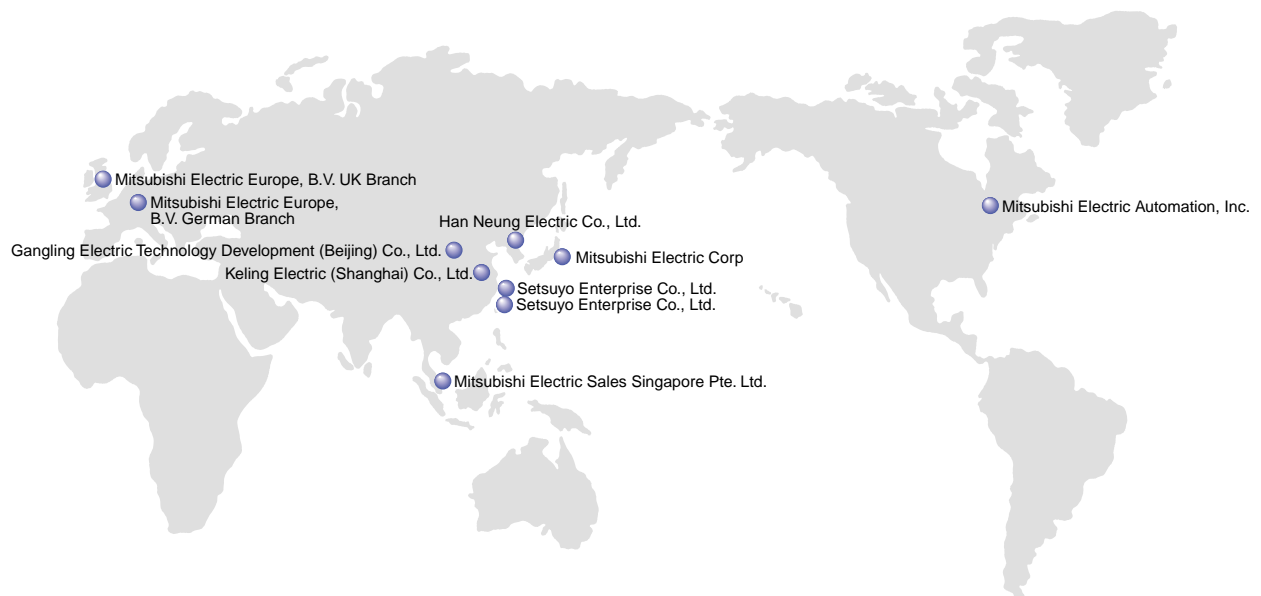 Mitsubishi Electric Europe, B.V. UK Branch
Mitsubishi Electric Europe,
B.V. German Branch
Mitsubishi Electric Automation, Inc.
Han Neung Electric Co., Ltd.
Gangling Electric Technology Development (Beijing) Co., Ltd.
Mitsubishi Electric Corp
Keling Electric (Shanghai) Co., Ltd.
Setsuyo Enterprise Co., Ltd.
Setsuyo Enterprise Co., Ltd.
Mitsubishi Electric Sales Singapore Pte. Ltd.